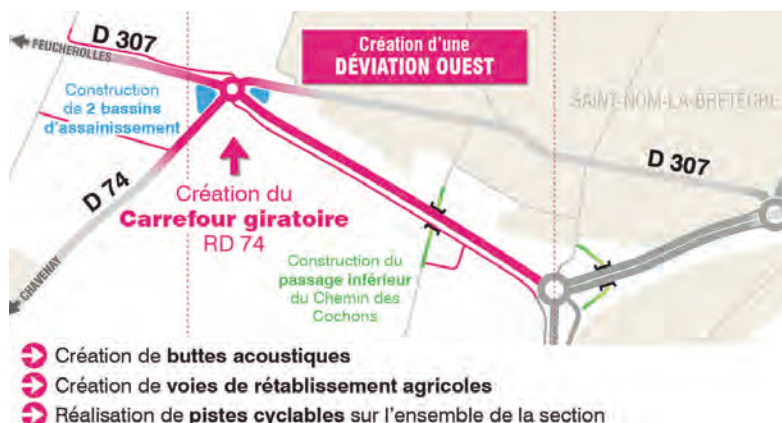 D 307
FEUCHEROLLES
Création d'une
DÉVIATION OUEST
Construction
de 2 bassins
d'assainissement
SAINT-NOM-LA-BRETÈCHE
D 307
D 74
Création du
Carrefour giratoire
RD 74
CHAVENAY
Construction du
passage inférieur
du Chemin des
Cochons
Création de buttes acoustiques
Création de voies de rétablissement agricoles
Réalisation de pistes cyclables sur l'ensemble de la section